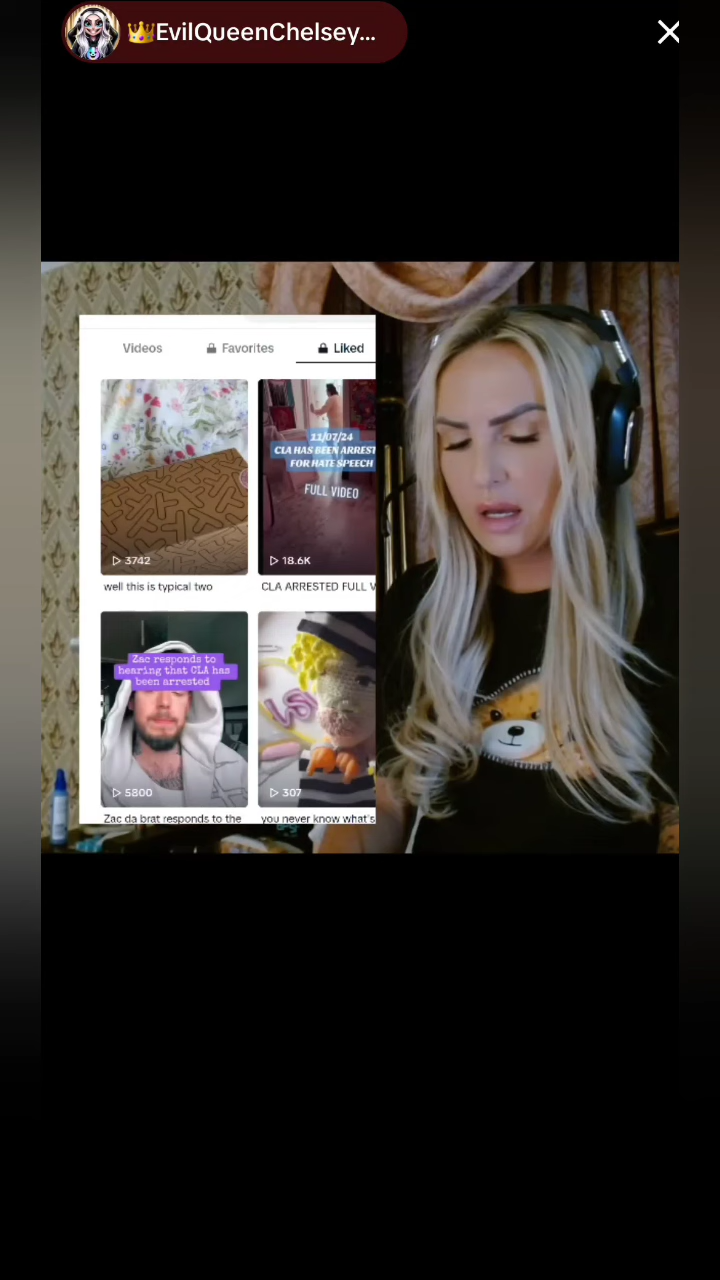 👑EvilQueenChelsey...
Videos
Favorites
Liked
11/07/24
CLA HAS BEEN ARREST
FOR HATE SPEECH
FULL VIDEO
3742
18.6K
well this is typical two
CLA ARRESTED FULL V
Zac responds to
hearing that CLA has
been arrested
5800
307
Zac da brat responds to the
you never know what's